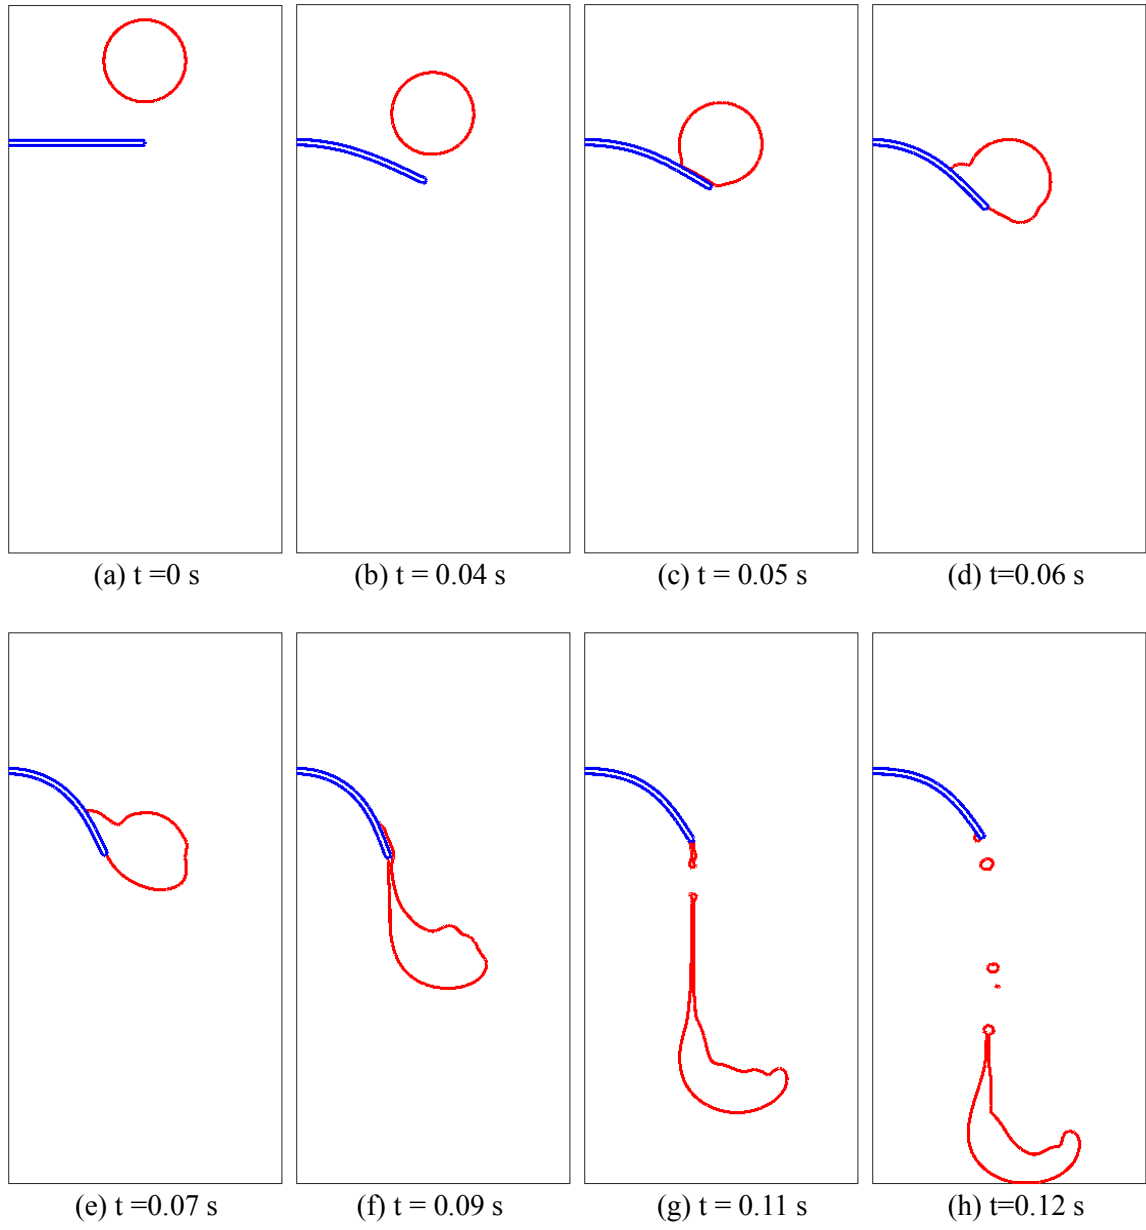 (a) t =0 s
(b) t = 0.04 s
(c) t = 0.05 s
(d) t=0.06 s
(e) t =0.07 s
(f) t = 0.09 s
(g) t = 0.11 s
(h) t=0.12 s